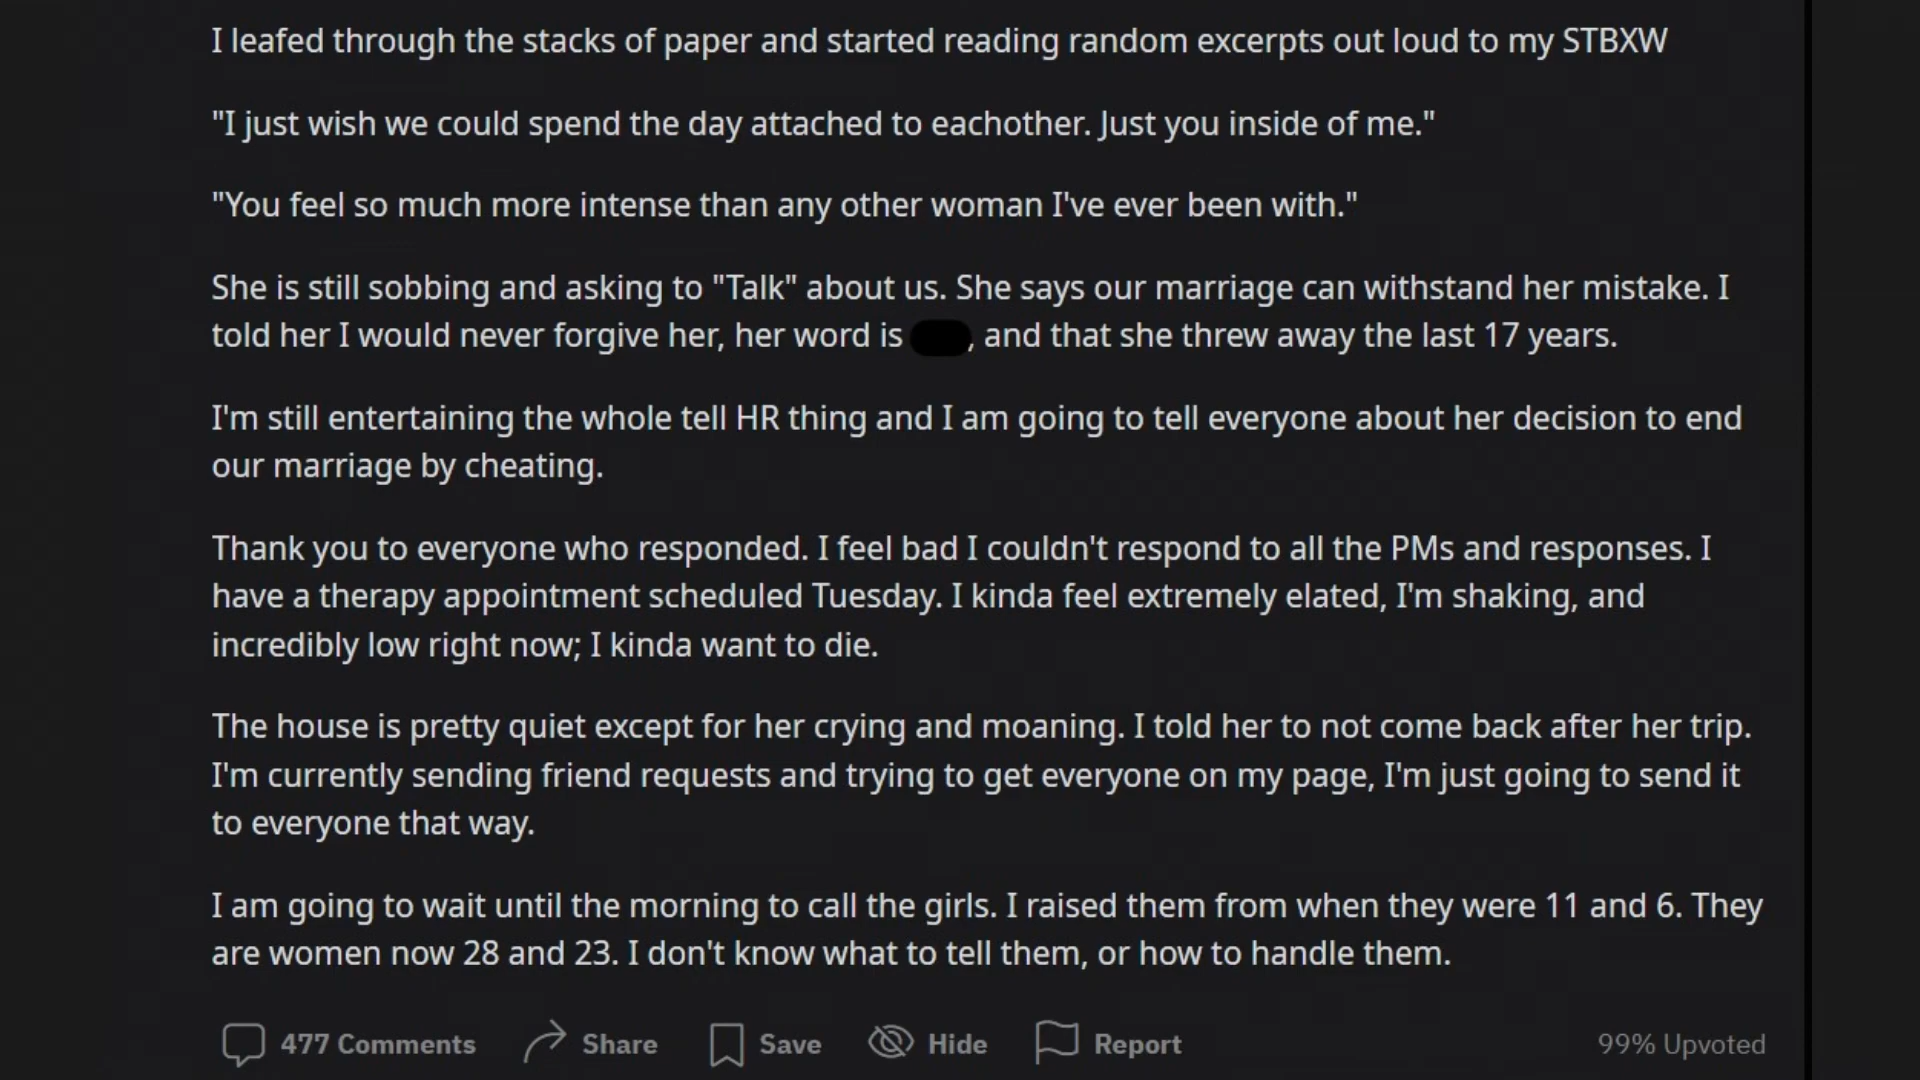 I leafed through the stacks of paper and started reading random excerpts out loud to my STBXW
"I just wish we could spend the day attached to eachother. Just you inside of me."
"You feel so much more intense than any other woman I've ever been with."
She is still sobbing and asking to "Talk" about us. She says our marriage can withstand her mistake. I
told her I would never forgive her, her word is , and that she threw away the last 17 years.
I'm still entertaining the whole tell HR thing and I am going to tell everyone about her decision to end
our marriage by cheating.
Thank you to everyone who responded. I feel bad I couldn't respond to all the PMs and responses. I
have a therapy appointment scheduled Tuesday. I kinda feel extremely elated, I'm shaking, and
incredibly low right now; I kinda want to die.
The house is pretty quiet except for her crying and moaning. I told her to not come back after her trip.
I'm currently sending friend requests and trying to get everyone on my page, I'm just going to send it
to everyone that way.
I am going to wait until the morning to call the girls. I raised them from when they were 11 and 6. They
are women now 28 and 23. I don't know what to tell them, or how to handle them.
477 Comments Share Save Hide Report 99% Upvoted